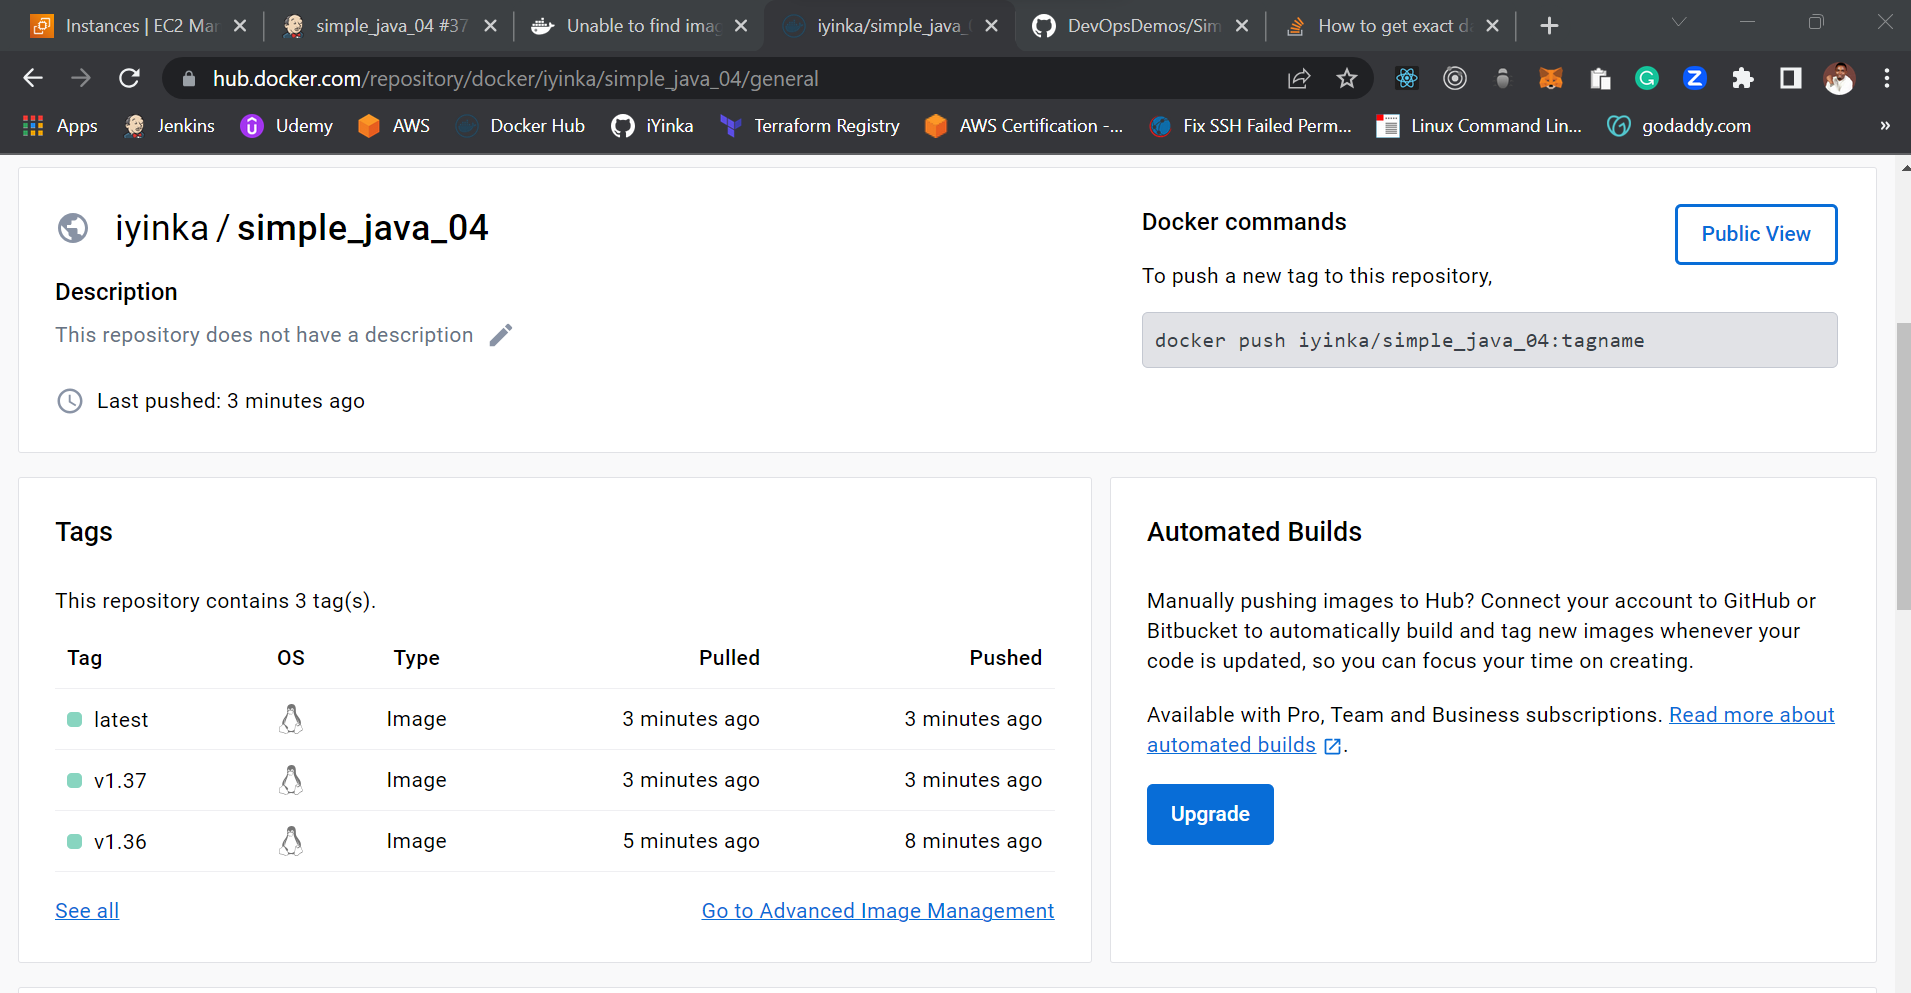 Instances | EC2 Mar
simple_java_04 #37
Unable to find imag
iyinka/simple_java_
DevOpsDemos/Sim
How to get exact da
hub.docker.com/repository/docker/iyinka/simple_java_04/general
Apps
Jenkins
Udemy
AWS
Docker Hub
iYinka
Terraform Registry
AWS Certification -...
Fix SSH Failed Perm...
Linux Command Lin...
godaddy.com
»
iyinka / simple_java_04
Description
This repository does not have a description
Last pushed: 3 minutes ago
Docker commands
Public View
To push a new tag to this repository,
docker push iyinka/simple_java_04:tagname
Tags
This repository contains 3 tag(s).
Tag OS Type Pulled Pushed
latest Image 3 minutes ago 3 minutes ago
v1.37 Image 3 minutes ago 3 minutes ago
v1.36 Image 5 minutes ago 8 minutes ago
See all
Go to Advanced Image Management
Automated Builds
Manually pushing images to Hub? Connect your account to GitHub or
Bitbucket to automatically build and tag new images whenever your
code is updated, so you can focus your time on creating.
Available with Pro, Team and Business subscriptions. Read more about
automated builds .
Upgrade